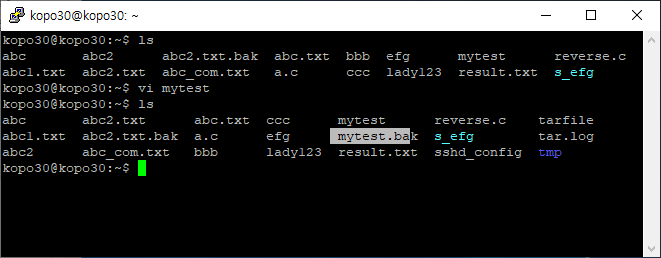 kopo30@kopo30: ~
kopo30@kopo30:~$ ls
abc abc2 abc2.txt.bak abc.txt bbb efg mytest reverse.c
abc1.txt abc2.txt abc_com.txt a.c ccc lady123 result.txt s_efg
kopo30@kopo30:~$ vi mytest
kopo30@kopo30:~$ ls
abc abc2.txt abc.txt ccc mytest reverse.c tarfile
abc1.txt abc2.txt.bak a.c efg mytest.bak s_efg tar.log
abc2 abc_com.txt bbb lady123 result.txt sshd_config tmp
kopo30@kopo30:~$